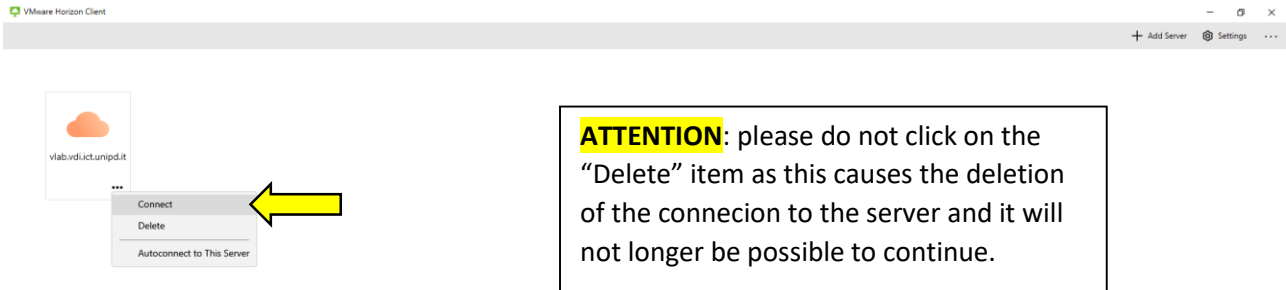 VMware Horizon Client
Add Server Settings ...
vlab.vdi.ict.unipd.it
...
Connect
Delete
Autoconnect to This Server
ATTENTION: please do not click on the
“Delete” item as this causes the deletion
of the connecion to the server and it will
not longer be possible to continue.